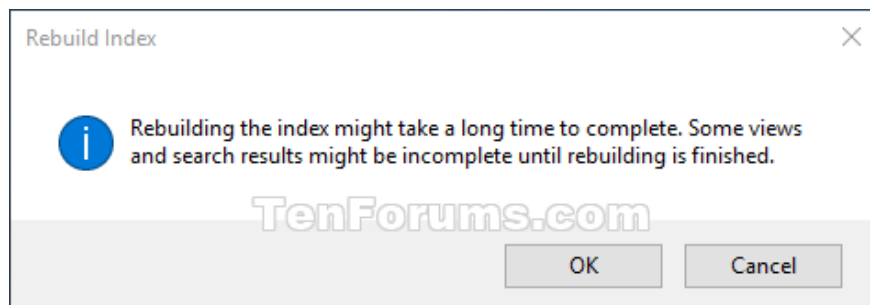 Rebuild Index
Rebuilding the index might take a long time to complete. Some views
and search results might be incomplete until rebuilding is finished.
TenForums.com
OK Cancel